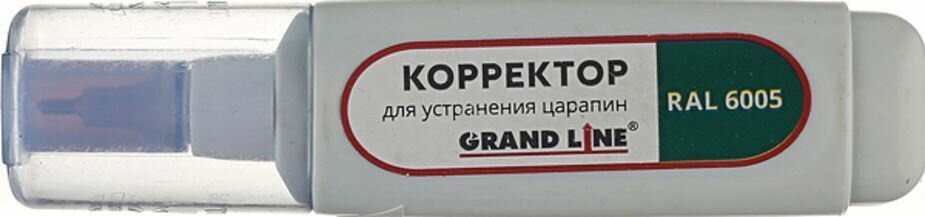 КОРРЕКТОР
для устранения царапин
GRAND LINE®
RAL 6005